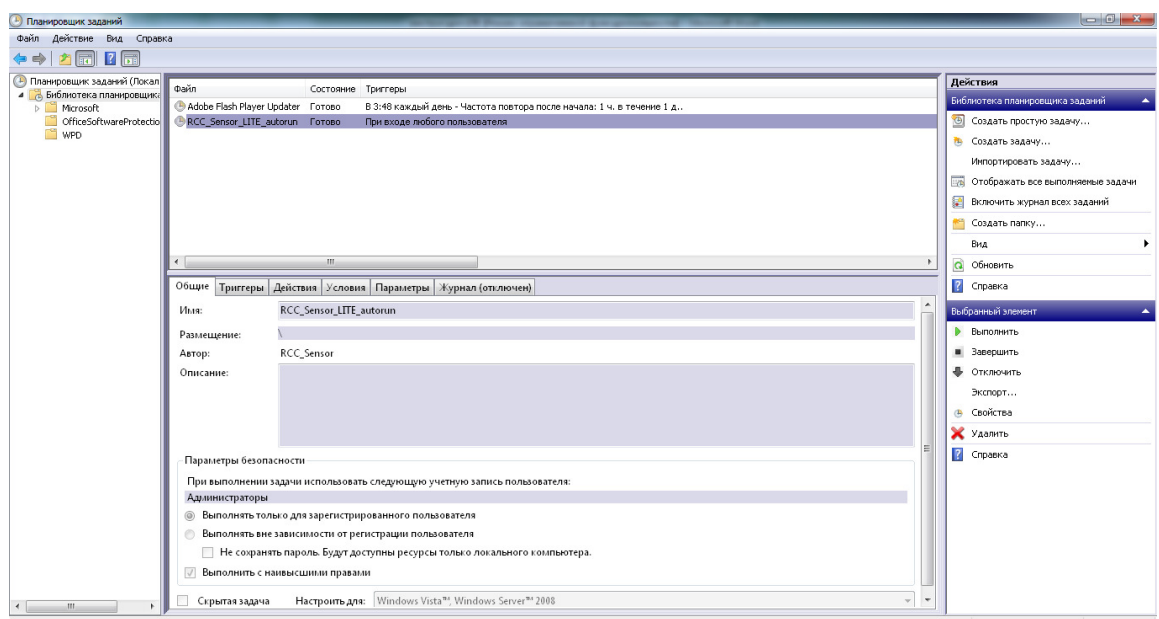 Планировщик заданий
Файл Действие Вид Справка
Планировщик заданий (Локал
Библиотека планировщика
Microsoft
OfficeSoftwareProtectio
WPD
Файл Состояние Триггеры
Adobe Flash Player Updater Готово В 3:48 каждый день - Частота повтора после начала: 1 ч. в течение 1 д..
RCC_Sensor_LITE_autorun Готово При входе любого пользователя
Общие Триггеры Действия Условия Параметры Журнал (отключен)
Имя: RCC_Sensor_LITE_autorun
Размещение: \
Автор: RCC_Sensor
Описание:
Параметры безопасности
При выполнении задачи использовать следующую учетную запись пользователя:
Администраторы
Выполнять только для зарегистрированного пользователя
Выполнять вне зависимости от регистрации пользователя
Не сохранять пароль. Будут доступны ресурсы только локального компьютера.
Выполнить с наивысшими правами
Скрытая задача Настроить для: Windows Vista™, Windows Server™ 2008
Действия
Библиотека планировщика заданий
Создать простую задачу...
Создать задачу...
Импортировать задачу...
Отображать все выполняемые задачи
Включить журнал всех заданий
Создать папку...
Вид
Обновить
Справка
Выбранный элемент
Выполнить
Завершить
Отключить
Экспорт...
Свойства
Удалить
Справка